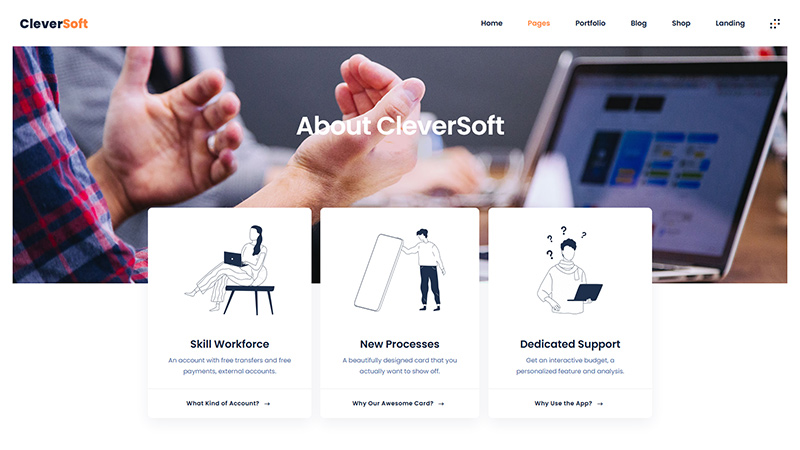 CleverSoft
Home Pages Portfolio Blog Shop Landing
About CleverSoft
? ? ? ?
Skill Workforce
An account with free transfers and free
payments, external accounts.
What Kind of Account? →
New Processes
A beautifully designed card that you
actually want to show off.
Why Our Awesome Card? →
Dedicated Support
Get an interactive budget, a
personalized feature and analysis.
Why Use the App? →